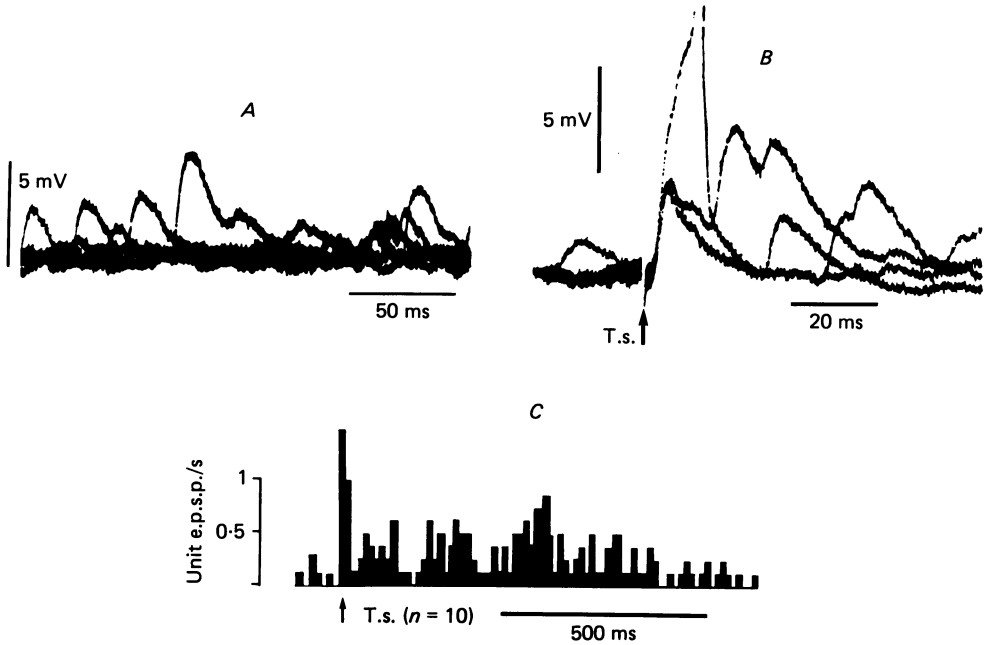 A
5 mV
50 ms
B
5 mV
T.s.
20 ms
C
Unit e.p.s.p./s
1
0·5
T.s. (n = 10)
500 ms